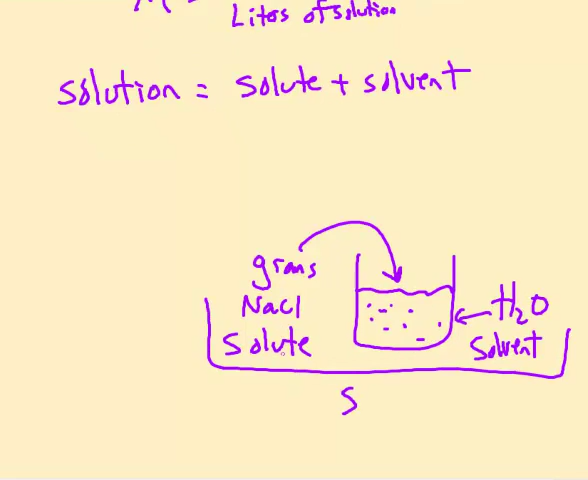 M =
Liters of solution
solution = solute + solvent
grams
NaCl
Solute
H₂O
Solvent
S